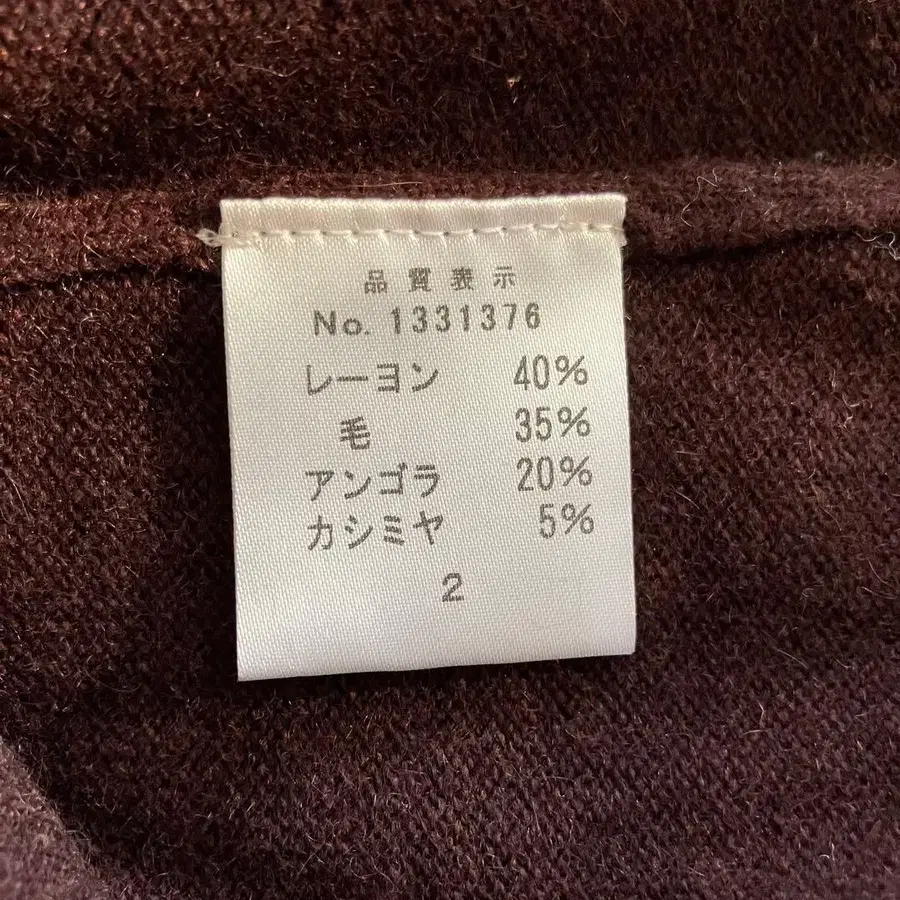 品質表示
No. 1331376
レーヨン 40%
毛 35%
アンゴラ 20%
カシミヤ 5%
2